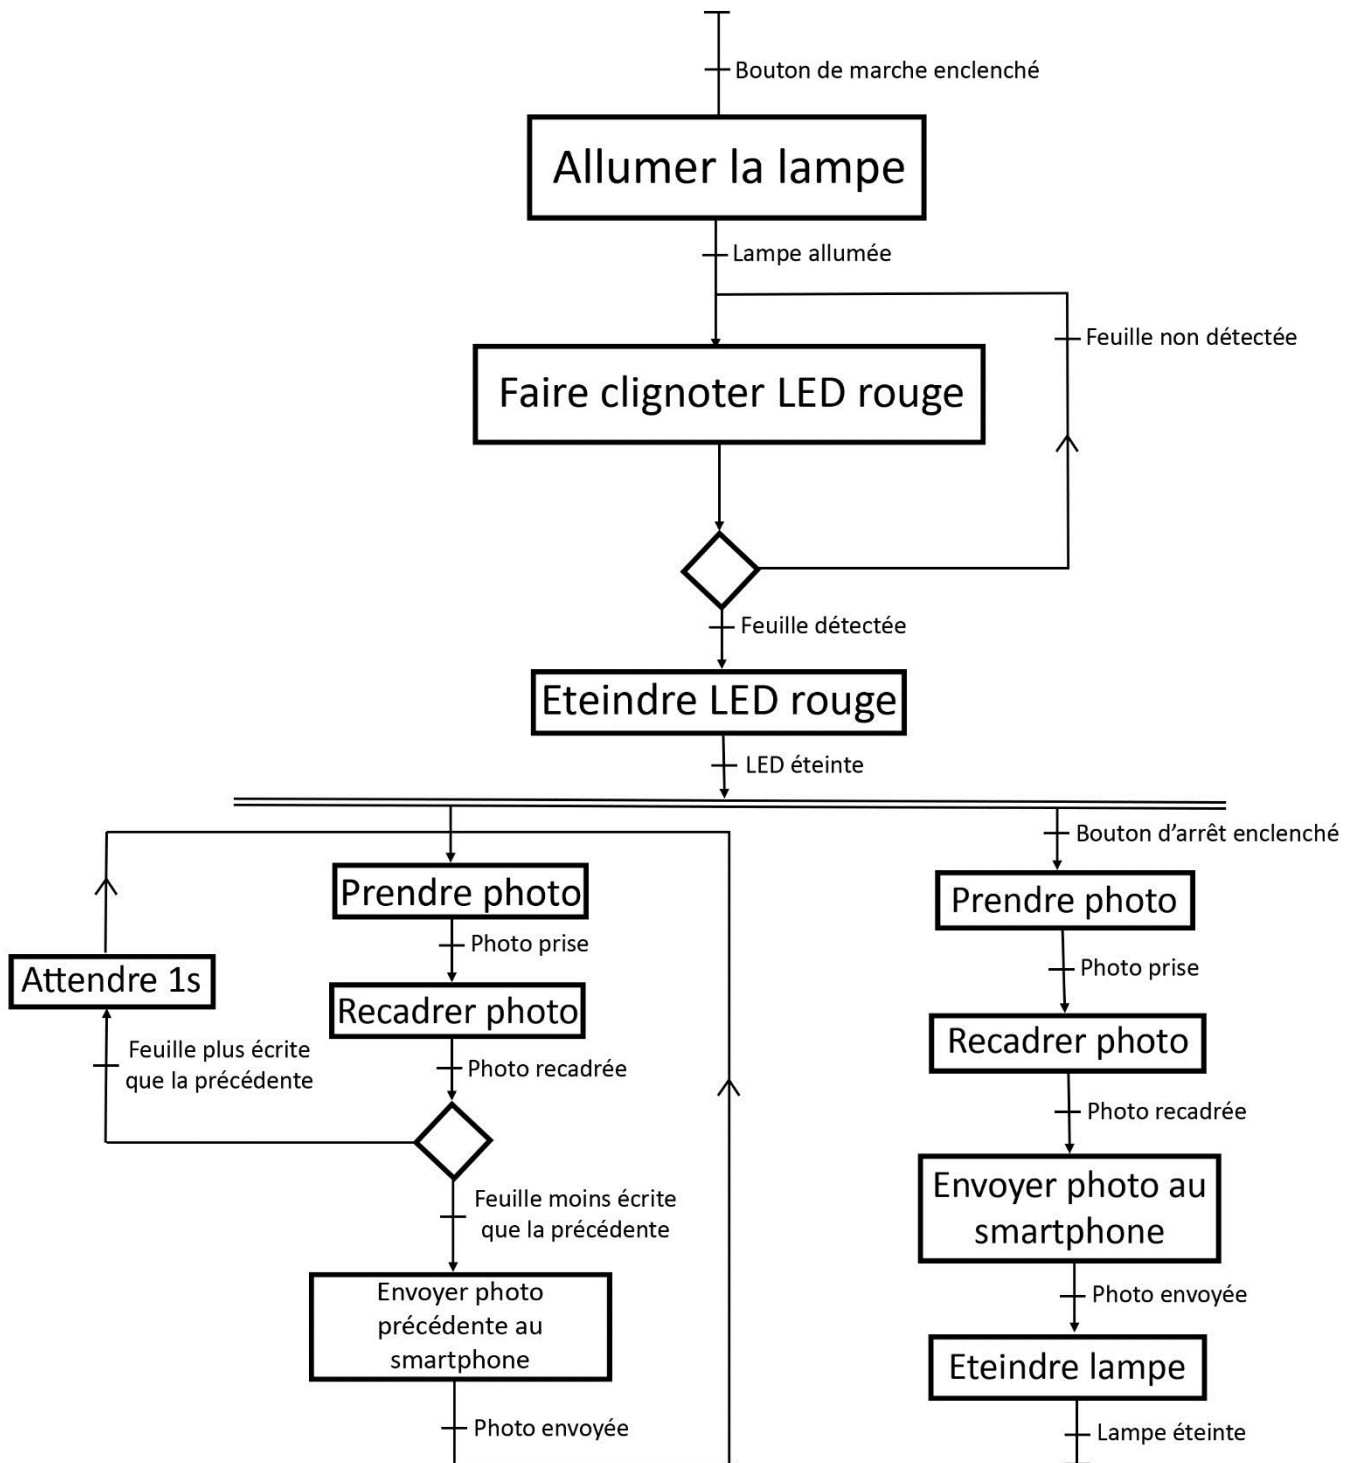 Bouton de marche enclenché
Allumer la lampe
Lampe allumée
Feuille non détectée
Faire clignoter LED rouge
Feuille détectée
Eteindre LED rouge
LED éteinte
Bouton d'arrêt enclenché
Prendre photo
Photo prise
Attendre 1s
Recadrer photo
Feuille plus écrite
que la précédente
Photo recadrée
Feuille moins écrite
que la précédente
Envoyer photo
précédente au
smartphone
Photo envoyée
Prendre photo
Photo prise
Recadrer photo
Photo recadrée
Envoyer photo au
smartphone
Photo envoyée
Eteindre lampe
Lampe éteinte